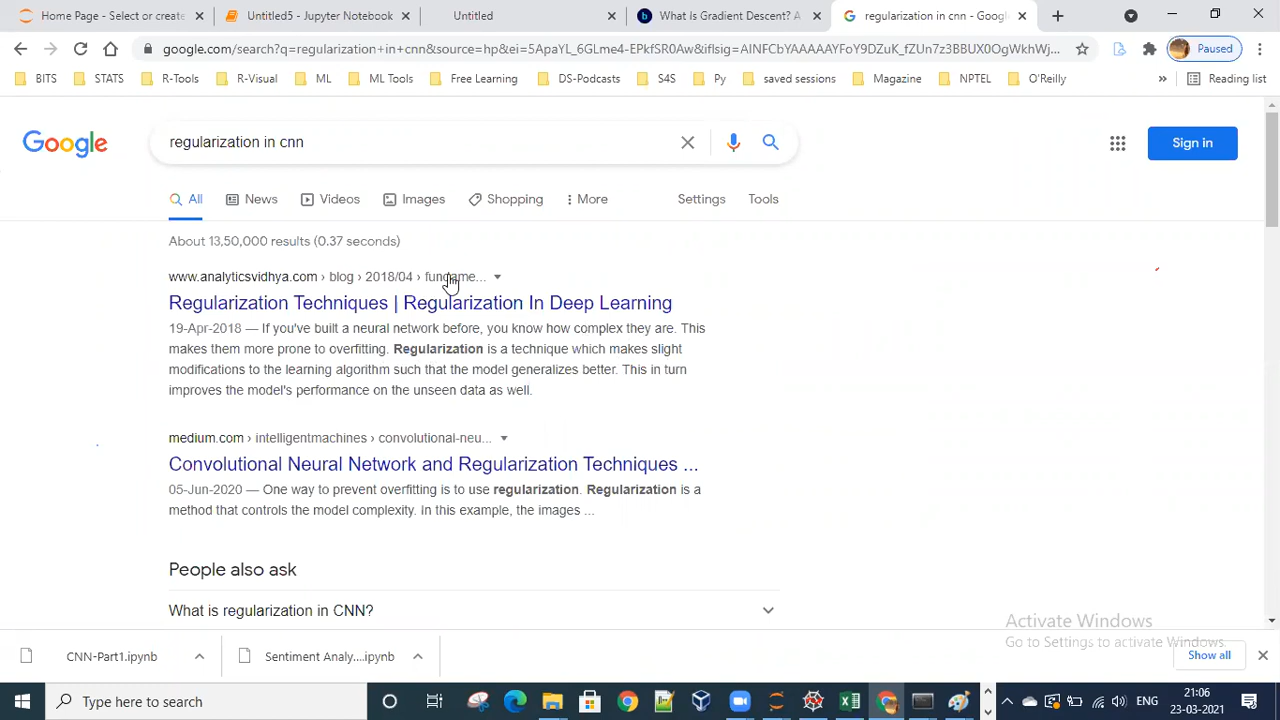 Home Page - Select or create
Untitled5 - Jupyter Notebook
Untitled
What Is Gradient Descent? A
regularization in cnn - Googl
google.com/search?q=regularization+in+cnn&source=hp&ei=5ApaYL_6GLme4-EPkfSR0Aw&iflsig=AINFCbYAAAAAYFoY9DZuK_fZUn7z3BBUX0OgWkhWj...
Paused
BITS
STATS
R-Tools
R-Visual
ML
ML Tools
Free Learning
DS-Podcasts
S4S
Py
saved sessions
Magazine
NPTEL
O'Reilly
»
Reading list
Google
regularization in cnn
Sign in
All
News
Videos
Images
Shopping
More
Settings
Tools
About 13,50,000 results (0.37 seconds)
www.analyticsvidhya.com › blog › 2018/04 › fundame...
Regularization Techniques | Regularization In Deep Learning
19-Apr-2018 — If you've built a neural network before, you know how complex they are. This
makes them more prone to overfitting. Regularization is a technique which makes slight
modifications to the learning algorithm such that the model generalizes better. This in turn
improves the model's performance on the unseen data as well.
medium.com › intelligentmachines › convolutional-neu...
Convolutional Neural Network and Regularization Techniques ...
05-Jun-2020 — One way to prevent overfitting is to use regularization. Regularization is a
method that controls the model complexity. In this example, the images ...
People also ask
What is regularization in CNN?
Activate Windows
Go to Settings to activate Windows.
CNN-Part1.ipynb
Sentiment Analy....ipynb
Show all
Type here to search
ENG
21:06
23-03-2021